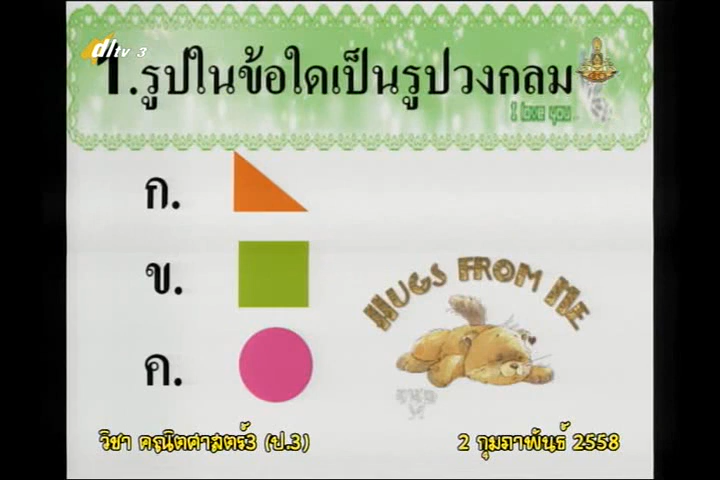 dltv 3
1.รูปในข้อใดเป็นรูปวงกลม
I love you
ก.
ข.
HUGS FROM ME
ค.
วิชา คณิตศาสตร์3 (ป.3)
2 กุมภาพันธ์ 2558